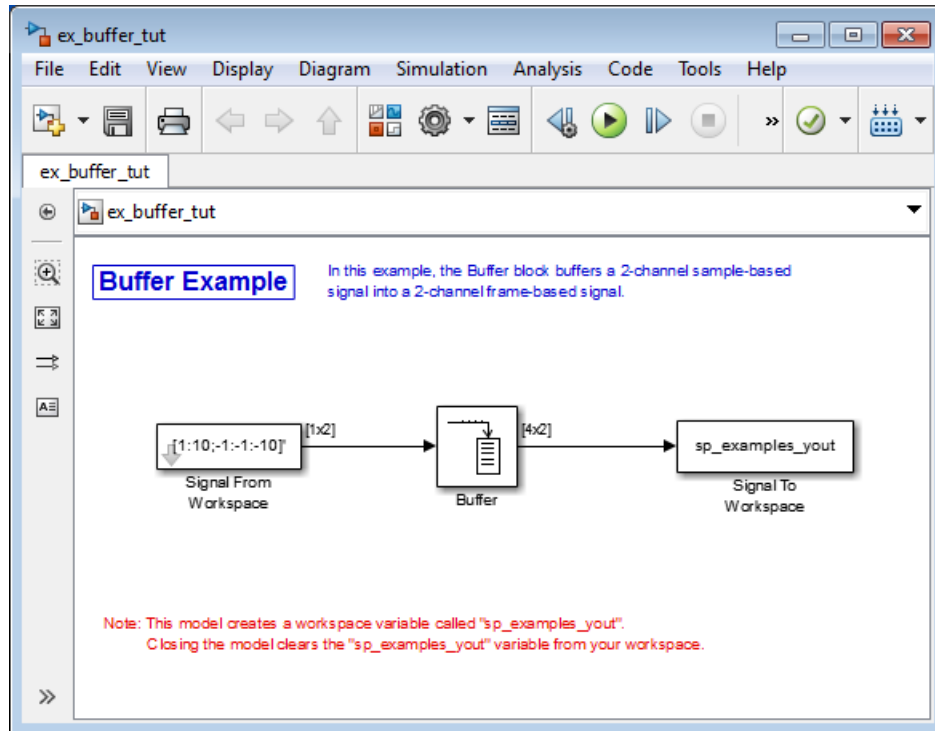 ex_buffer_tut
File Edit View Display Diagram Simulation Analysis Code Tools Help
»
ex_buffer_tut
ex_buffer_tut
Buffer Example
In this example, the Buffer block buffers a 2-channel sample-based
signal into a 2-channel frame-based signal.
[1:10;-1:-1:-10]'
[1x2]
[4x2]
sp_examples_yout
Signal From
Workspace
Buffer
Signal To
Workspace
Note: This model creates a workspace variable called "sp_examples_yout".
Closing the model clears the "sp_examples_yout" variable from your workspace.
»